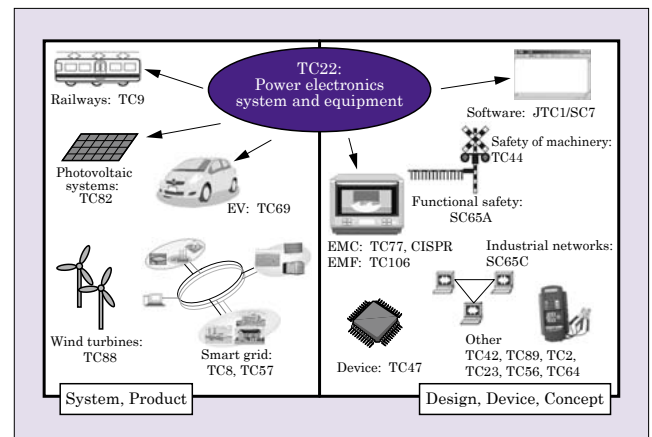 TC22:
Power electronics
system and equipment
Railways: TC9
Photovoltaic
systems:
TC82
EV: TC69
Wind turbines:
TC88
Smart grid:
TC8, TC57
System, Product
Software: JTC1/SC7
Safety of machinery:
TC44
Functional safety:
SC65A
EMC: TC77, CISPR
EMF: TC106
Industrial networks:
SC65C
Device: TC47
Other
TC42, TC89, TC2,
TC23, TC56, TC64
Design, Device, Concept